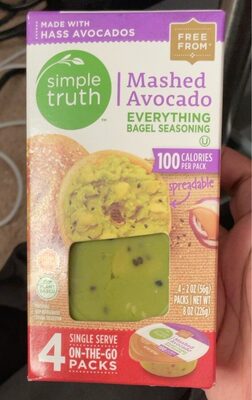 MADE WITH
HASS AVOCADOS
FREE
FROM
simple
truth
Mashed
Avocado
EVERYTHING
BAGEL SEASONING
100 CALORIES
PER PACK
spreadable
4 - 2 OZ (56g)
PACKS | NET WT
8 OZ (226g)
4 SINGLE SERVE
ON-THE-GO
PACKS